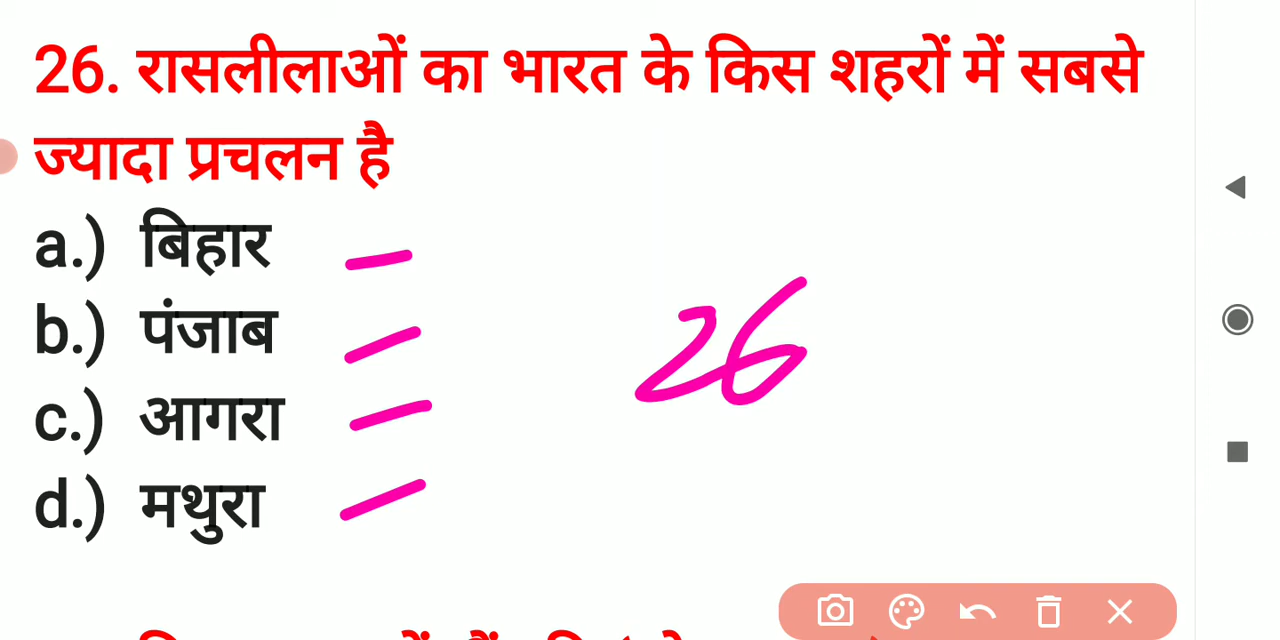 26. रासलीलाओं का भारत के किस शहरों में सबसे
ज्यादा प्रचलन है
a.) बिहार
b.) पंजाब
c.) आगरा
d.) मथुरा
26